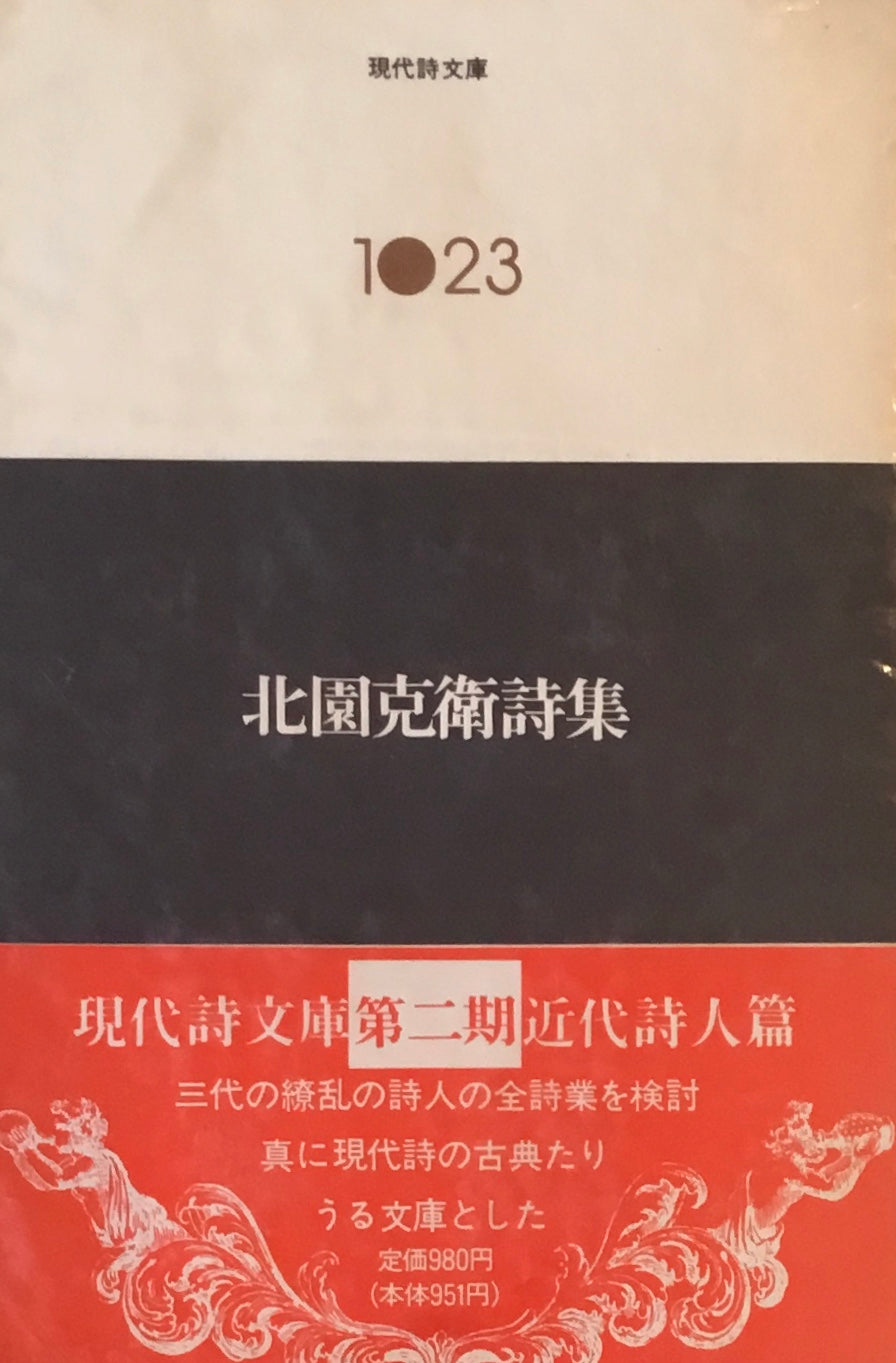 現代詩文庫
1●23
北園克衛詩集
現代詩文庫第二期近代詩人篇
三代の繚乱の詩人の全詩業を検討
真に現代詩の古典たり
うる文庫とした
定価980円
(本体951円)